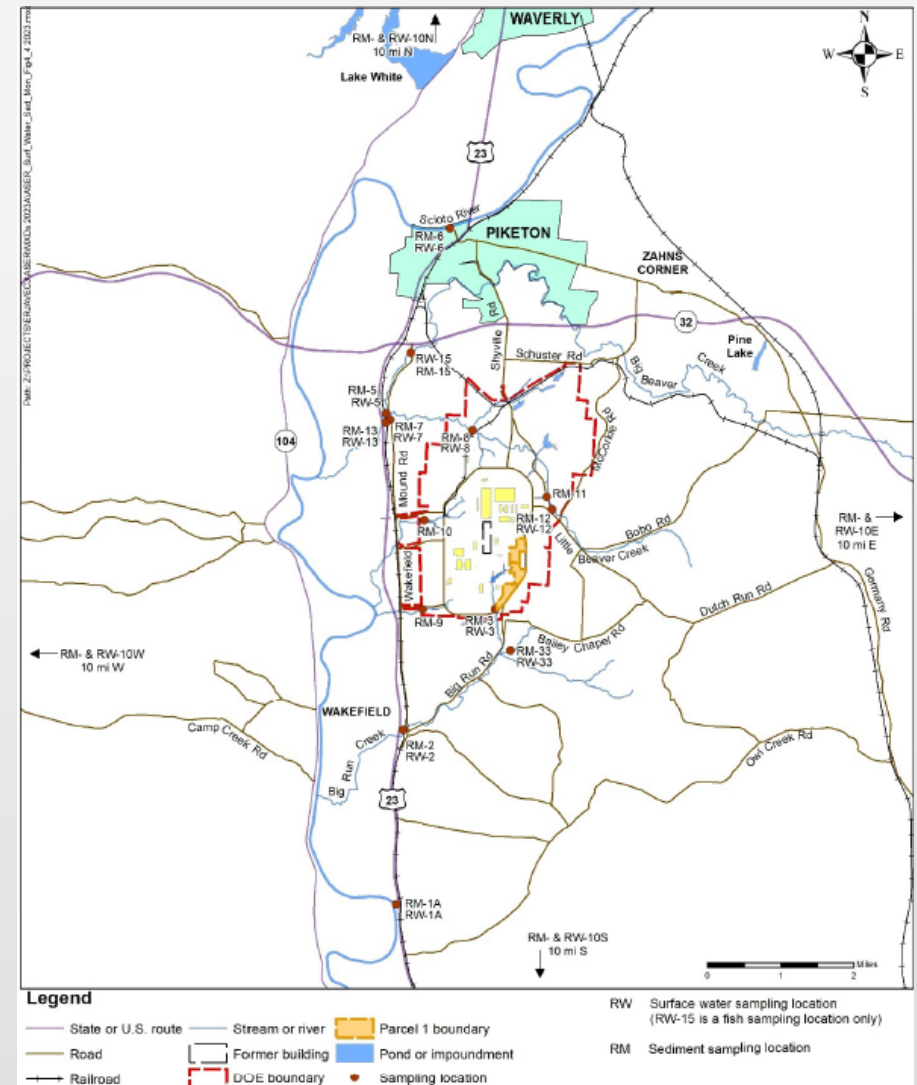 WAVERLY
RM- & RW-10N
10 mi N
Lake White
N
W
E
S
23
Scioto River
RM-6
RW-6
PIKETON
ZAHNS
CORNER
Shyville
Rd
32
Pine
Lake
RW-15
RM-15
Schuster Rd
Big Beaver
Creek
RM-5
RW-5
RM-13
RW-13
RM-7
RW-7
RM-8
RW-8
McCorkle Rd
104
Mound Rd
RM-11
RM-12
RW-12
RM-10
Bobo Rd
RM- &
RW-10E
10 mi E
Little
Beaver Creek
Wakefield
Germany Rd
Dutch Run Rd
RM-9
RM-3
RW-3
Bailey Chapel Rd
RM- & RW-10W
10 mi W
RM-33
RW-33
Big Run Rd
WAKEFIELD
Camp Creek Rd
RM-2
RW-2
Owl Creek Rd
Big Run Creek
23
RM-1A
RW-1A
RM- & RW-10S
10 mi S
0 1 2 Miles
Legend
State or U.S. route
Stream or river
Parcel 1 boundary
RW Surface water sampling location
(RW-15 is a fish sampling location only)
Road
Former building
Pond or impoundment
RM Sediment sampling location
Railroad
DOE boundary
Sampling location